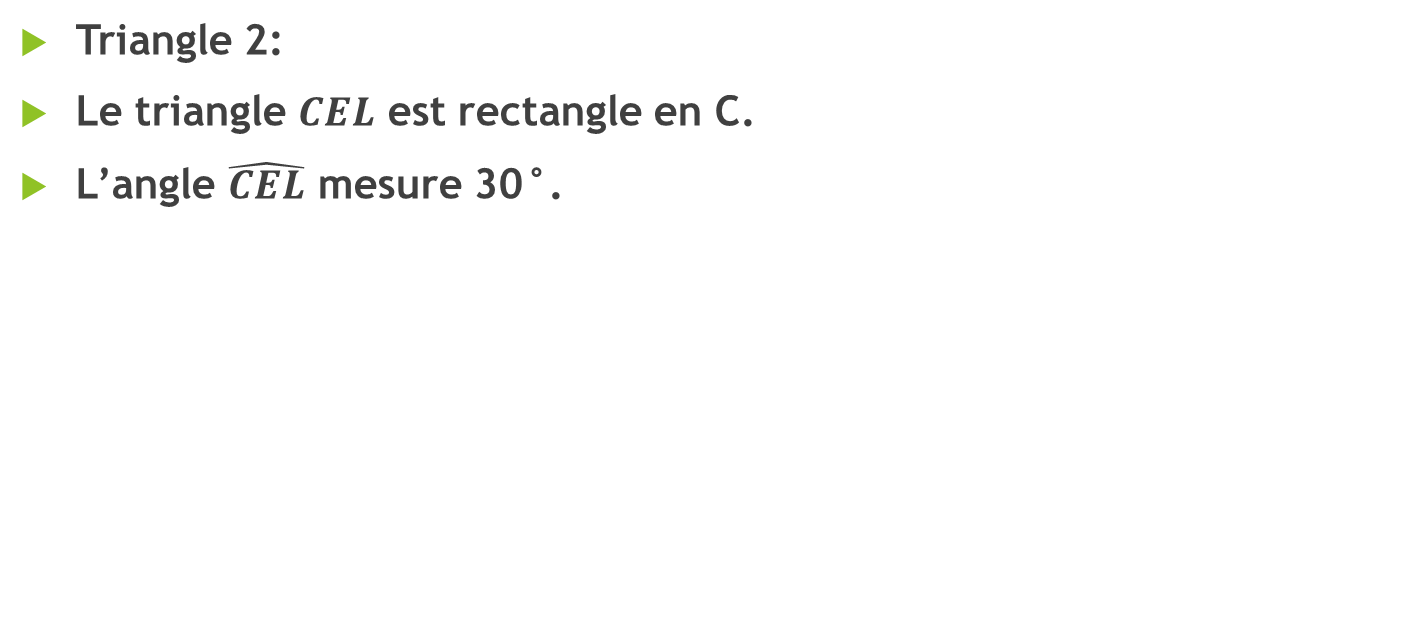 Triangle 2:
Le triangle CEL est rectangle en C.
L’angle CEL mesure 30°.